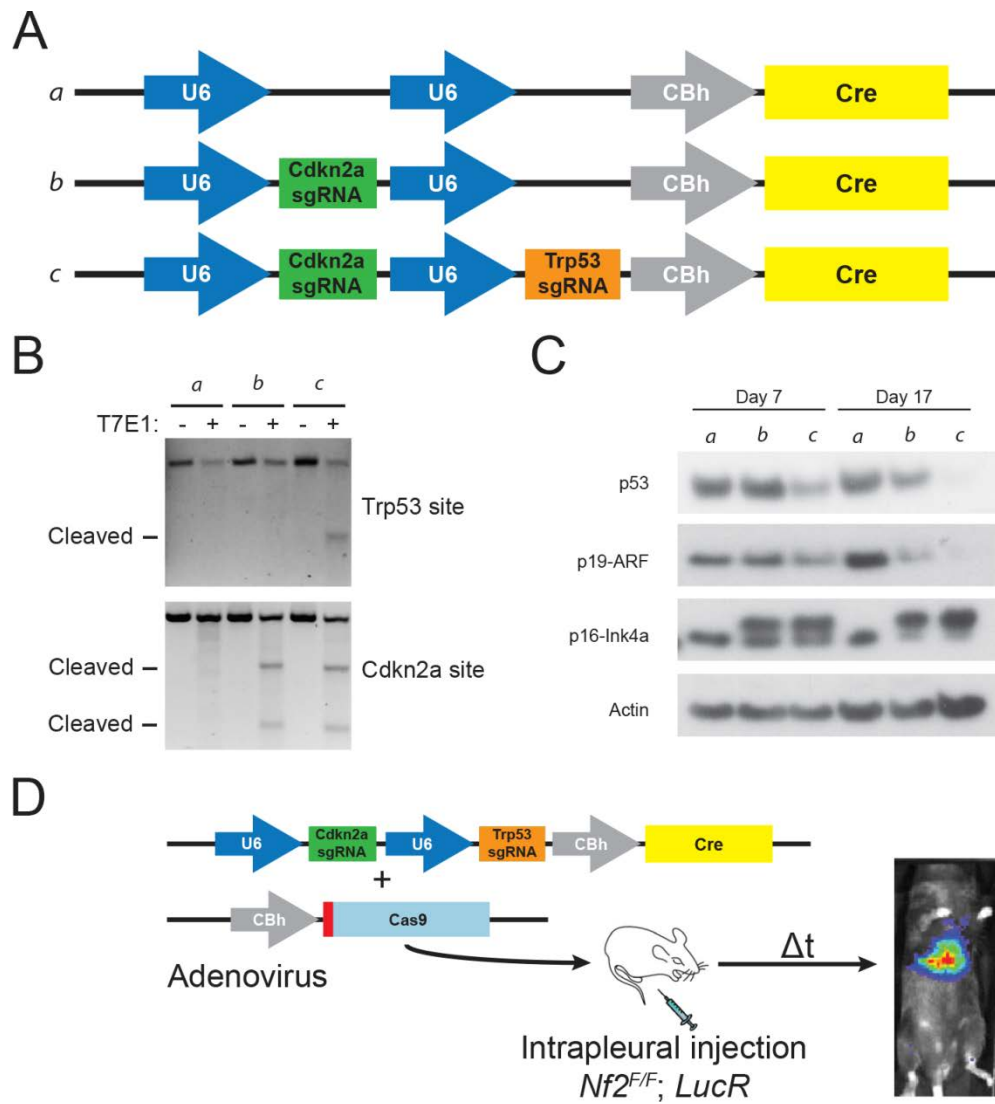 A
a U6 U6 CBh Cre
b U6 Cdkn2a sgRNA U6 CBh Cre
c U6 Cdkn2a sgRNA U6 Trp53 sgRNA CBh Cre
B
a b c
T7E1: - + - + - +
Trp53 site
Cleaved –
Cleaved –
Cdkn2a site
Cleaved –
C
Day 7 Day 17
a b c a b c
p53
p19-ARF
p16-Ink4a
Actin
D
U6 Cdkn2a sgRNA U6 Trp53 sgRNA CBh Cre
+
CBh Cas9
Adenovirus
Δt
Intrapleural injection
Nf2F/F; LucR